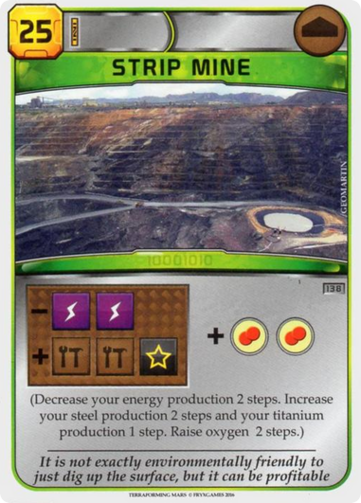 25
STRIP MINE
GEOMARTIN
10001010
138
(Decrease your energy production 2 steps. Increase
your steel production 2 steps and your titanium
production 1 step. Raise oxygen 2 steps.)
It is not exactly environmentally friendly to
just dig up the surface, but it can be profitable
TERRAFORMING MARS © FRYXGAMES 2016